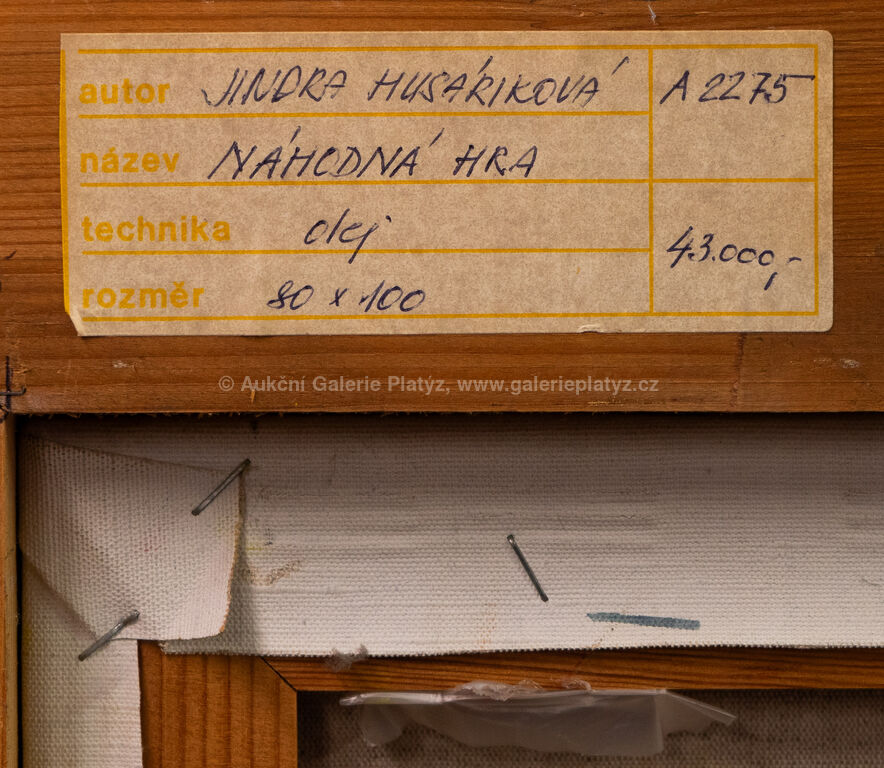 autor JINDRA HUSÁRIKOVÁ A 2275
název NÁHODNÁ HRA
technika olej 43.000,-
rozměr 80 x 100
© Aukční Galerie Platýz, www.galerieplatyz.cz